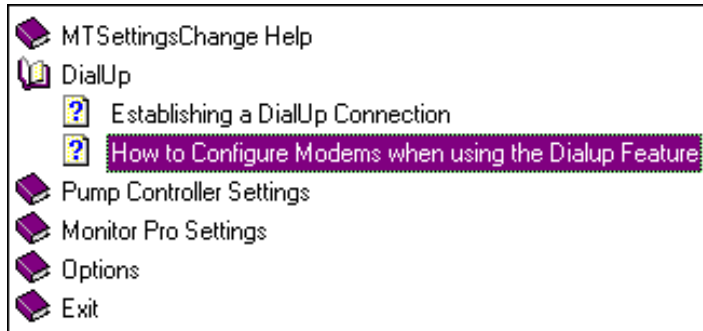 MTSettingsChange Help
DialUp
? Establishing a DialUp Connection
? How to Configure Modems when using the Dialup Feature
Pump Controller Settings
Monitor Pro Settings
Options
Exit